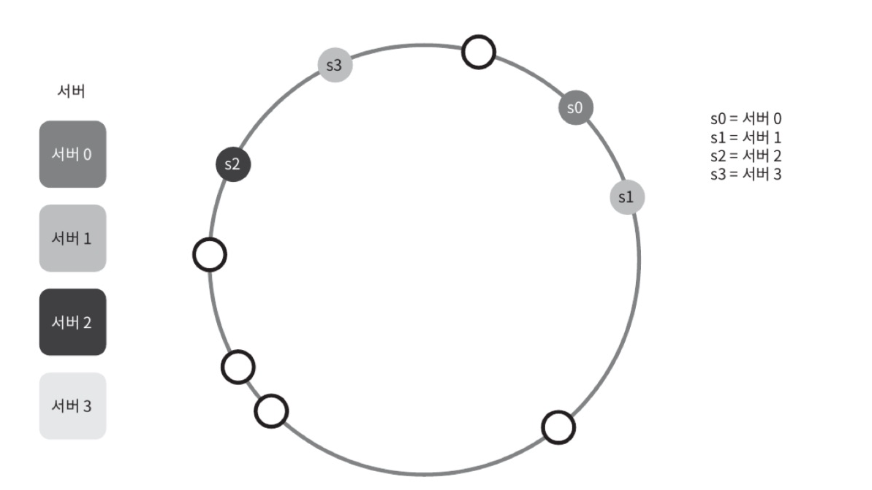 서버
서버 0
서버 1
서버 2
서버 3
s3
s0
s2
s1
s0 = 서버 0
s1 = 서버 1
s2 = 서버 2
s3 = 서버 3